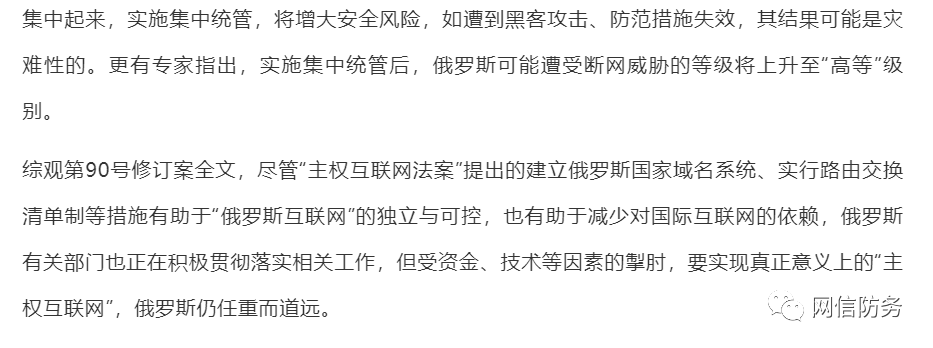 集中起来，实施集中统管，将增大安全风险，如遭到黑客攻击、防范措施失效，其结果可能是灾
难性的。更有专家指出，实施集中统管后，俄罗斯可能遭受断网威胁的等级将上升至“高等”级
别。
综观第90号修订案全文，尽管“主权互联网法案”提出的建立俄罗斯国家域名系统、实行路由交换
清单制等措施有助于“俄罗斯互联网”的独立与可控，也有助于减少对国际互联网的依赖，俄罗斯
有关部门也正在积极贯彻落实相关工作，但受资金、技术等因素的掣肘，要实现真正意义上的“主
权互联网”，俄罗斯仍任重而道远。
网信防务